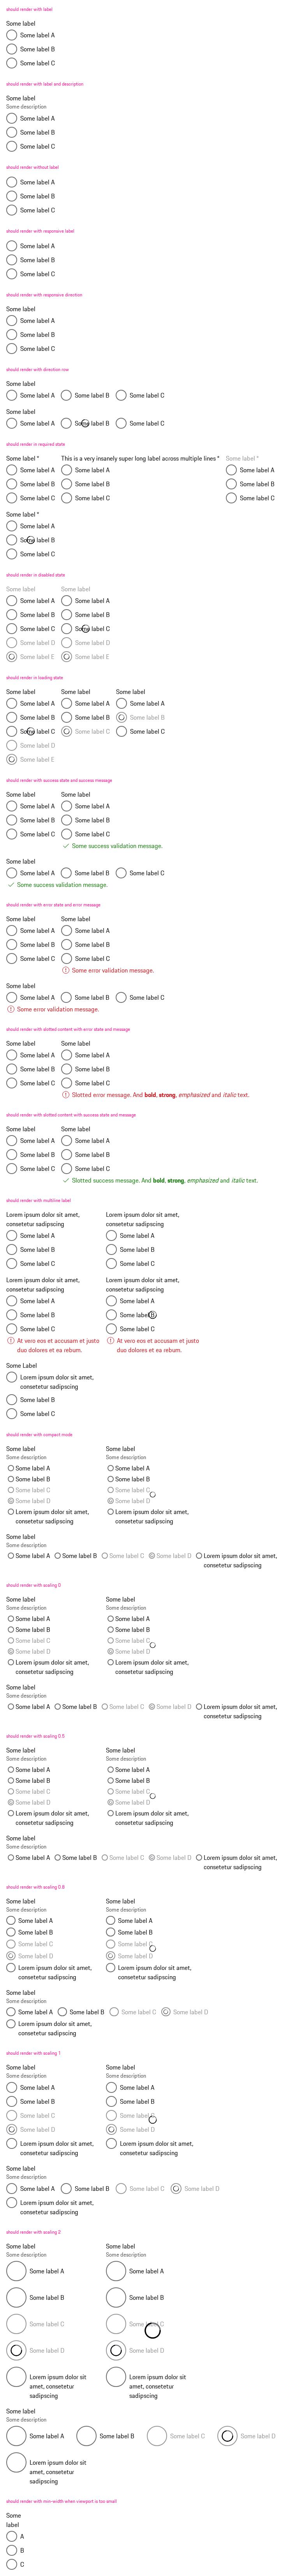 should render with label
Some label
Some label A
Some label B
Some label C
should render with label and description
Some label
Some description
Some label A
Some label B
Some label C
should render without label
Some label A
Some label B
Some label C
should render with responsive label
Some label A
Some label B
Some label C
should render with responsive direction
Some label
Some label A
Some label B
Some label C
should render with direction row
Some label
Some label A Some label B Some label C
Some label
Some label A Some label B Some label C
should render in required state
Some label * This is a very insanely super long label across multiple lines * Some label *
Some label A Some label A Some label A
Some label B Some label B Some label B
Some label C Some label C Some label C
Some label *
Some label A
Some label B
Some label C
should render in disabled state
Some label Some label
Some label A Some label A
Some label B Some label B
Some label C Some label C
Some label D Some label D
Some label E Some label E
should render in loading state
Some label Some label Some label
Some label A Some label A Some label A
Some label B Some label B Some label B
Some label C Some label C Some label C
Some label D
Some label E
should render with success state and success message
Some label Some label
Some label A Some label A
Some label B Some label B
Some label C Some label C
Some success validation message.
Some label
Some label A Some label B Some label C
Some success validation message.
should render with error state and error message
Some label Some label
Some label A Some label A
Some label B Some label B
Some label C Some label C
Some error validation message.
Some label
Some label A Some label B Some label C
Some error validation message.
should render with slotted content with error state and message
Some label Some label
Some label A Some label A
Some label B Some label B
Some label C Some label C
Slotted error message. And bold, strong, emphasized and italic text.
should render with slotted content with success state and message
Some label Some label
Some label A Some label A
Some label B Some label B
Some label C Some label C
Slotted success message. And bold, strong, emphasized and italic text.
should render with multiline label
Lorem ipsum dolor sit amet, Lorem ipsum dolor sit amet,
consetetur sadipscing consetetur sadipscing
Some label A Some label A
Some label B Some label B
Some label C Some label C
Lorem ipsum dolor sit amet, Lorem ipsum dolor sit amet,
consetetur sadipscing consetetur sadipscing
Some label A Some label A
Some label B Some label B
Some label C Some label C
At vero eos et accusam et justo At vero eos et accusam et justo
duo dolores et ea rebum. duo dolores et ea rebum.
Some Label
Lorem ipsum dolor sit amet,
consetetur sadipscing
Some label B
Some label C
should render with compact mode
Some label Some label
Some description Some description
Some label A Some label A
Some label B Some label B
Some label C Some label C
Some label D Some label D
Lorem ipsum dolor sit amet, Lorem ipsum dolor sit amet,
consetetur sadipscing consetetur sadipscing
Some label
Some description
Some label A Some label B Some label C Some label D Lorem ipsum dolor sit amet,
consetetur sadipscing
should render with scaling 0
Some label Some label
Some description Some description
Some label A Some label A
Some label B Some label B
Some label C Some label C
Some label D Some label D
Lorem ipsum dolor sit amet, Lorem ipsum dolor sit amet,
consetetur sadipscing consetetur sadipscing
Some label
Some description
Some label A Some label B Some label C Some label D Lorem ipsum dolor sit amet,
consetetur sadipscing
should render with scaling 0.5
Some label Some label
Some description Some description
Some label A Some label A
Some label B Some label B
Some label C Some label C
Some label D Some label D
Lorem ipsum dolor sit amet, Lorem ipsum dolor sit amet,
consetetur sadipscing consetetur sadipscing
Some label
Some description
Some label A Some label B Some label C Some label D Lorem ipsum dolor sit amet,
consetetur sadipscing
should render with scaling 0.8
Some label Some label
Some description Some description
Some label A Some label A
Some label B Some label B
Some label C Some label C
Some label D Some label D
Lorem ipsum dolor sit amet, Lorem ipsum dolor sit amet,
consetetur sadipscing consetetur sadipscing
Some label
Some description
Some label A Some label B Some label C Some label D
Lorem ipsum dolor sit amet,
consetetur sadipscing
should render with scaling 1
Some label Some label
Some description Some description
Some label A Some label A
Some label B Some label B
Some label C Some label C
Some label D Some label D
Lorem ipsum dolor sit amet, Lorem ipsum dolor sit amet,
consetetur sadipscing consetetur sadipscing
Some label
Some description
Some label A Some label B Some label C Some label D
Lorem ipsum dolor sit amet,
consetetur sadipscing
should render with scaling 2
Some label Some label
Some description Some description
Some label A Some label A
Some label B Some label B
Some label C Some label C
Some label D Some label D
Lorem ipsum dolor sit Lorem ipsum dolor sit
amet, consetetur amet, consetetur
sadipscing sadipscing
Some label
Some description
Some label A Some label B Some label C Some label D
Lorem ipsum dolor sit
amet, consetetur
sadipscing
should render with min-width when viewport is too small
Some
label
A
B
C